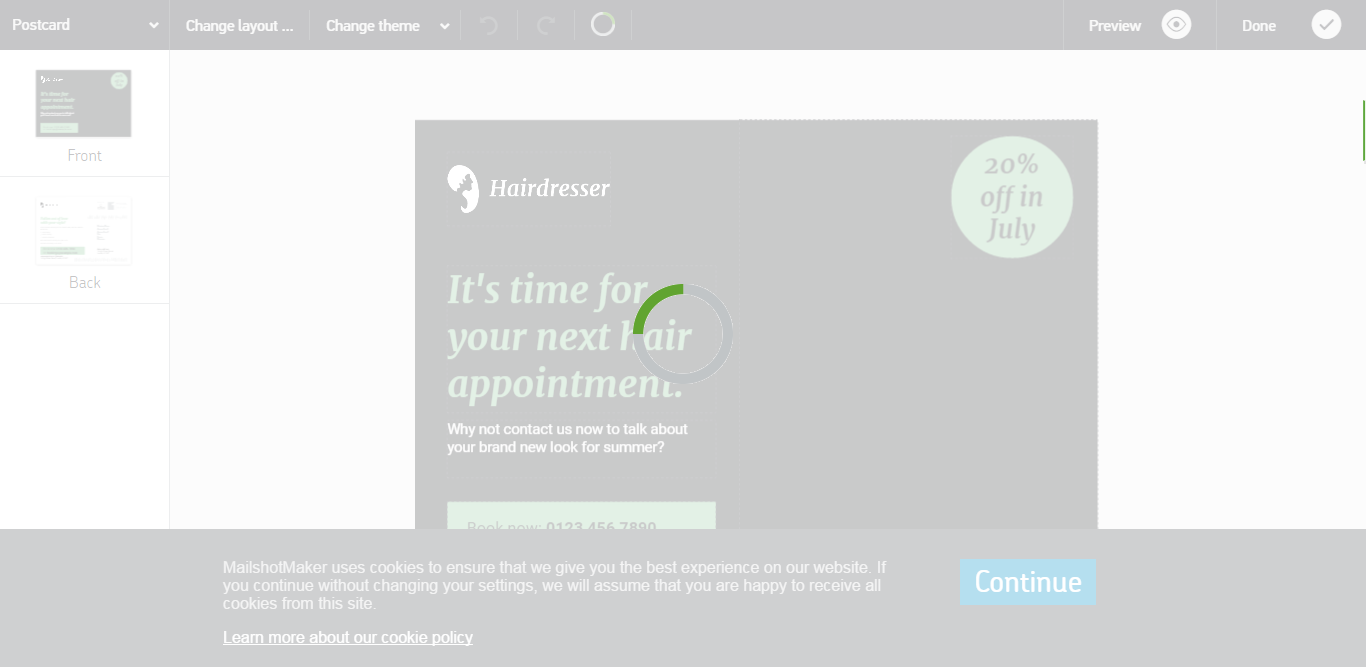 Postcard
Change layout ...
Change theme
Preview
Done
Front
Back
Hairdresser
20%
off in
July
It's time for
your next hair
appointment.
Why not contact us now to talk about
your brand new look for summer?
Book now: 0123 456 7890
MailshotMaker uses cookies to ensure that we give you the best experience on our website. If
you continue without changing your settings, we will assume that you are happy to receive all
cookies from this site.
Continue
Learn more about our cookie policy